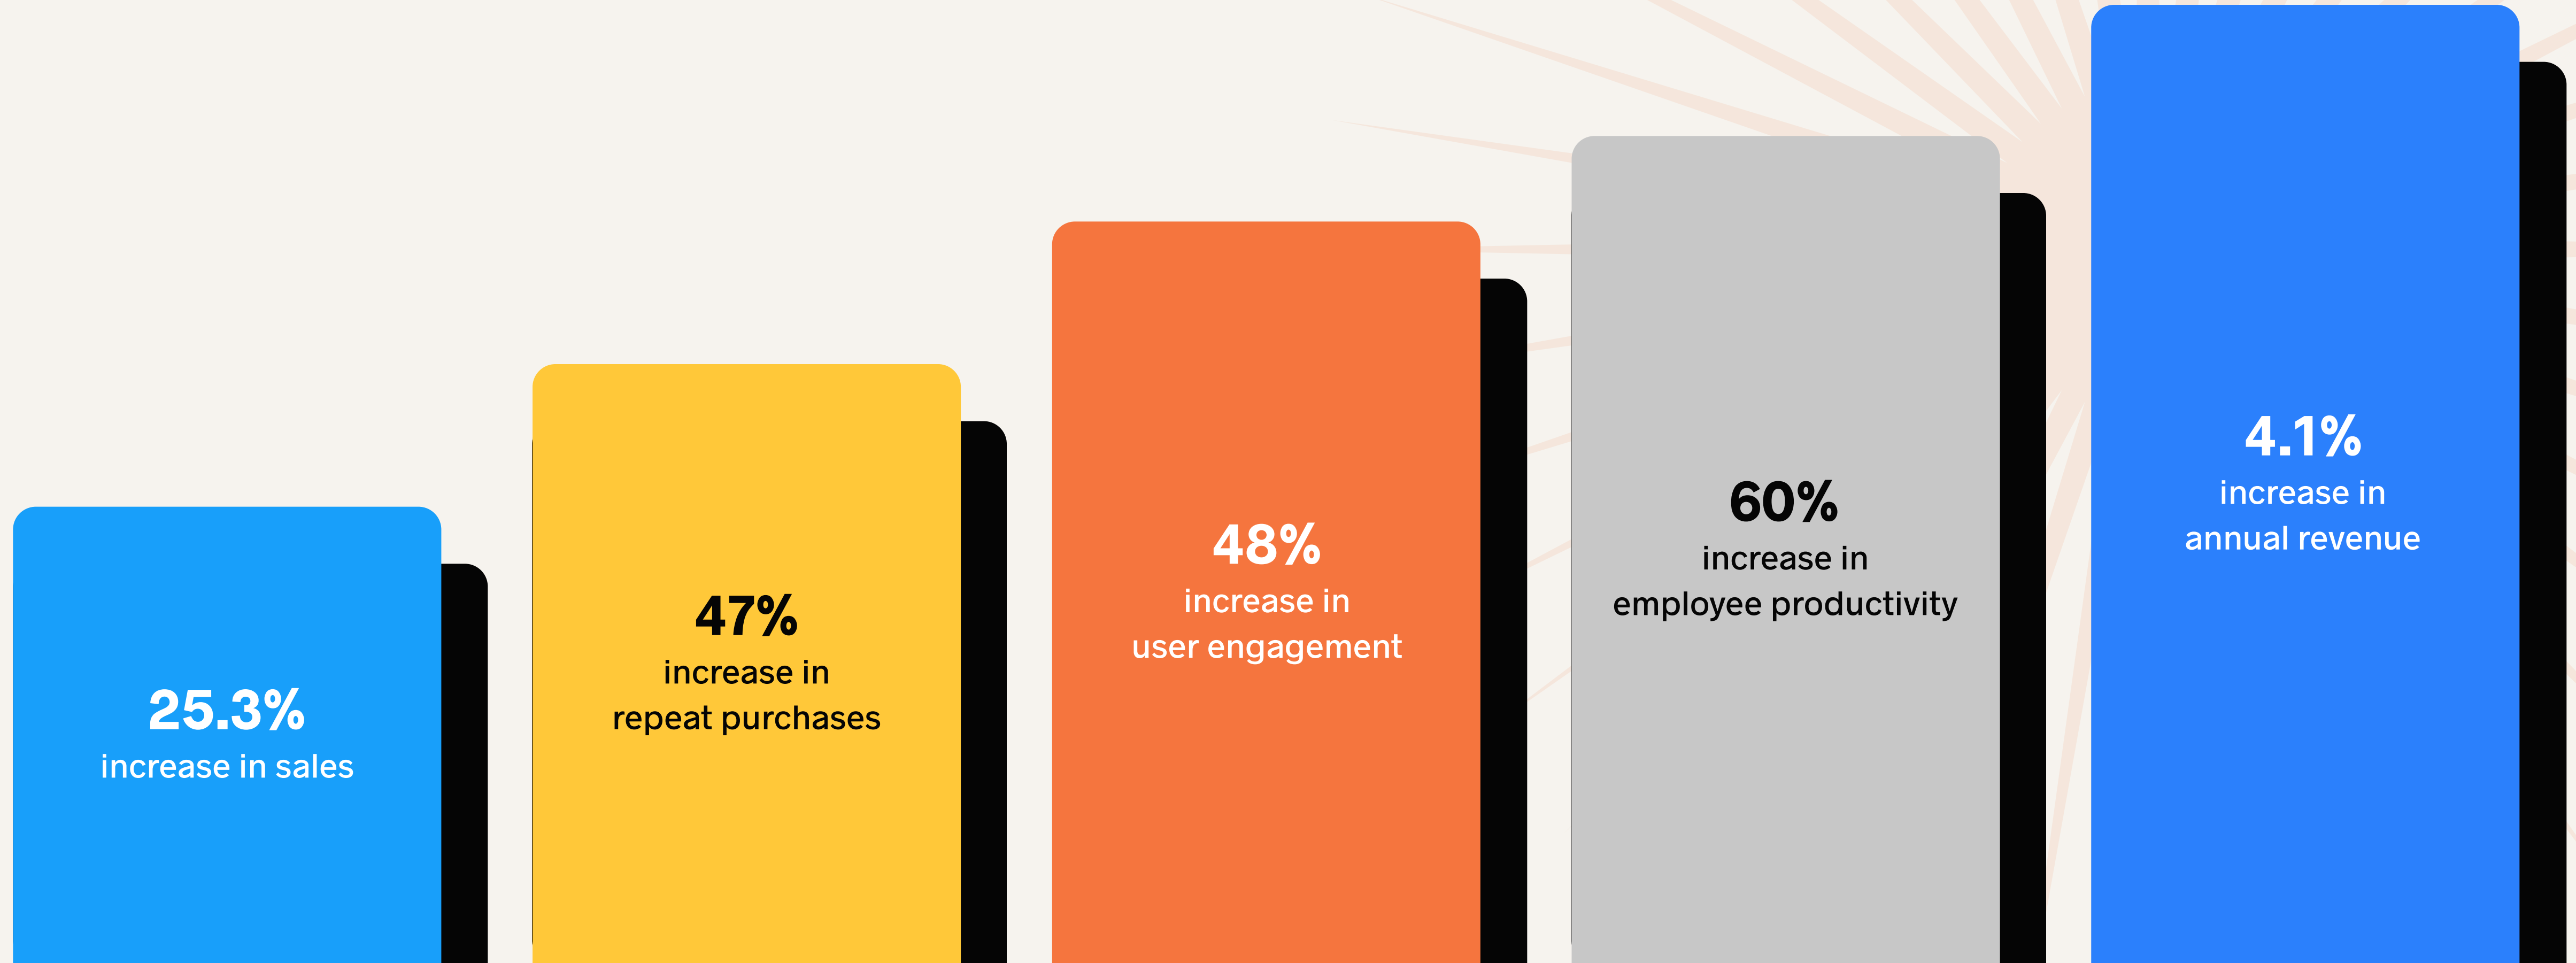 25.3%
increase in sales
47%
increase in
repeat purchases
48%
increase in
user engagement
60%
increase in
employee productivity
4.1%
increase in
annual revenue